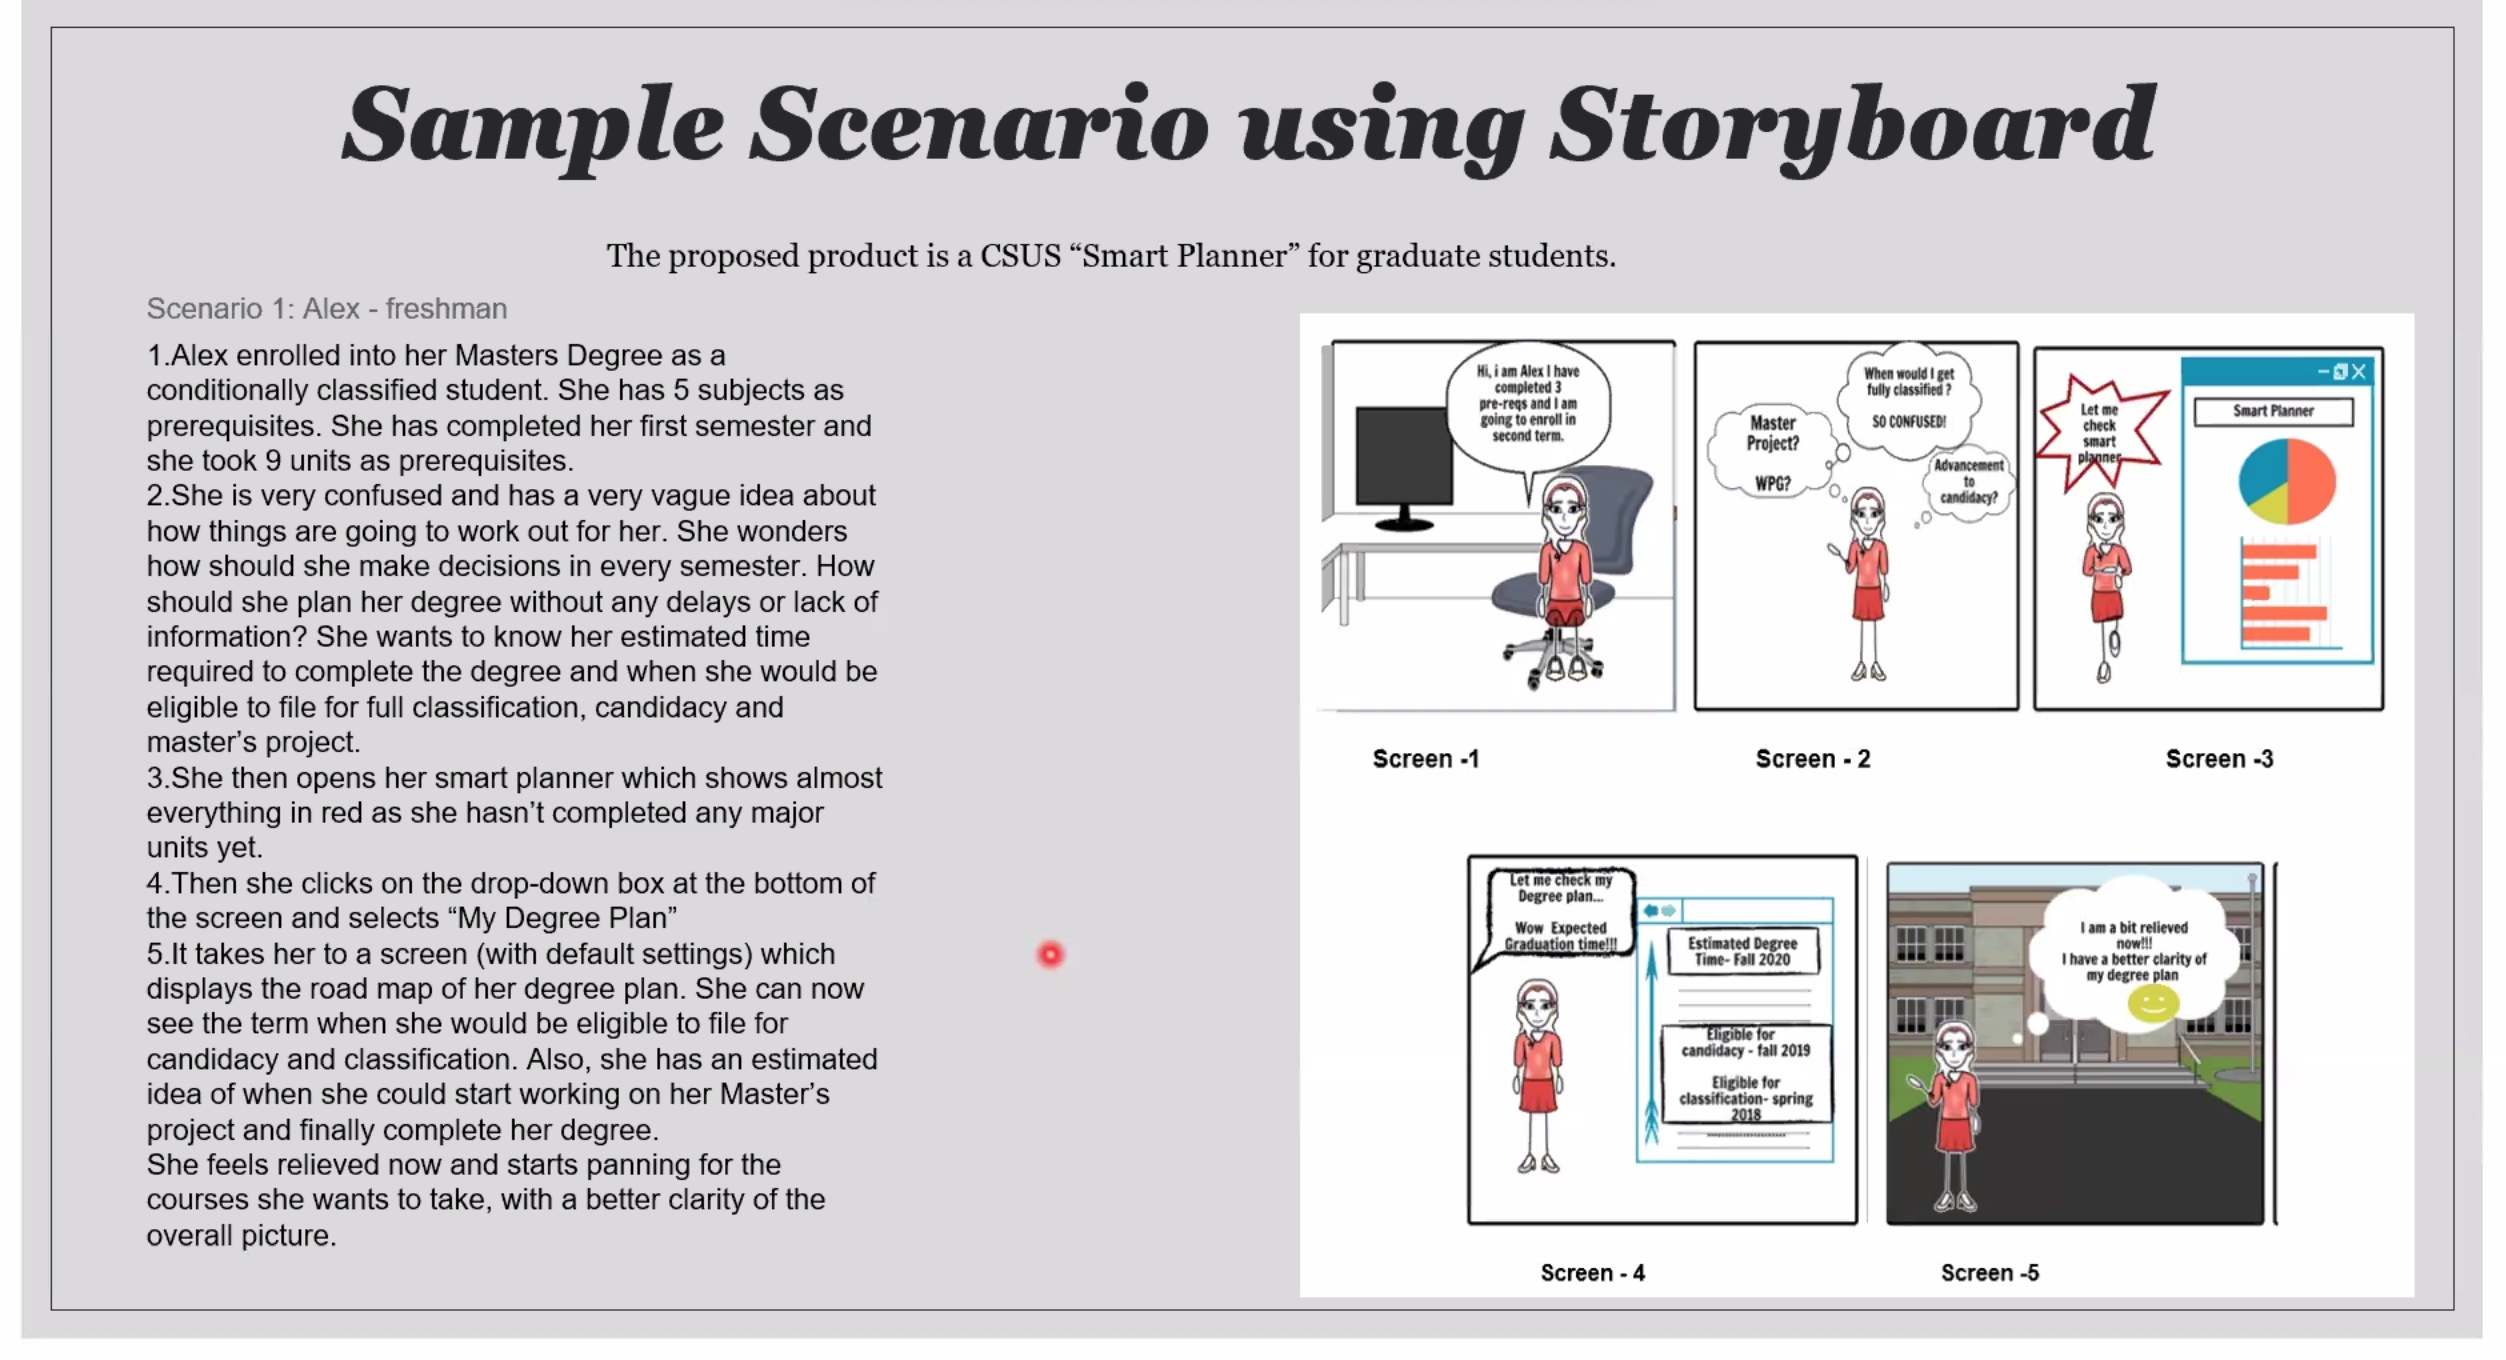 Sample Scenario using Storyboard
The proposed product is a CSUS “Smart Planner” for graduate students.
Scenario 1: Alex - freshman
1.Alex enrolled into her Masters Degree as a
conditionally classified student. She has 5 subjects as
prerequisites. She has completed her first semester and
she took 9 units as prerequisites.
2.She is very confused and has a very vague idea about
how things are going to work out for her. She wonders
how should she make decisions in every semester. How
should she plan her degree without any delays or lack of
information? She wants to know her estimated time
required to complete the degree and when she would be
eligible to file for full classification, candidacy and
master’s project.
3.She then opens her smart planner which shows almost
everything in red as she hasn’t completed any major
units yet.
4.Then she clicks on the drop-down box at the bottom of
the screen and selects “My Degree Plan”
5.It takes her to a screen (with default settings) which
displays the road map of her degree plan. She can now
see the term when she would be eligible to file for
candidacy and classification. Also, she has an estimated
idea of when she could start working on her Master’s
project and finally complete her degree.
She feels relieved now and starts panning for the
courses she wants to take, with a better clarity of the
overall picture.
Hi, i am Alex I have
completed 3
pre-reqs and I am
going to enroll in
second term.
Screen -1
When would I get
fully classified ?
SO CONFUSED!
Master
Project?
WPG?
Advancement
to
candidacy?
Screen - 2
Let me
check
smart
planner
Smart Planner
Screen -3
Let me check my
Degree plan...
Wow Expected
Graduation time!!!
Estimated Degree
Time- Fall 2020
Eligible for
candidacy - fall 2019
Eligible for
classification- spring
2018
Screen - 4
I am a bit relieved
now!!!
I have a better clarity of
my degree plan
Screen -5